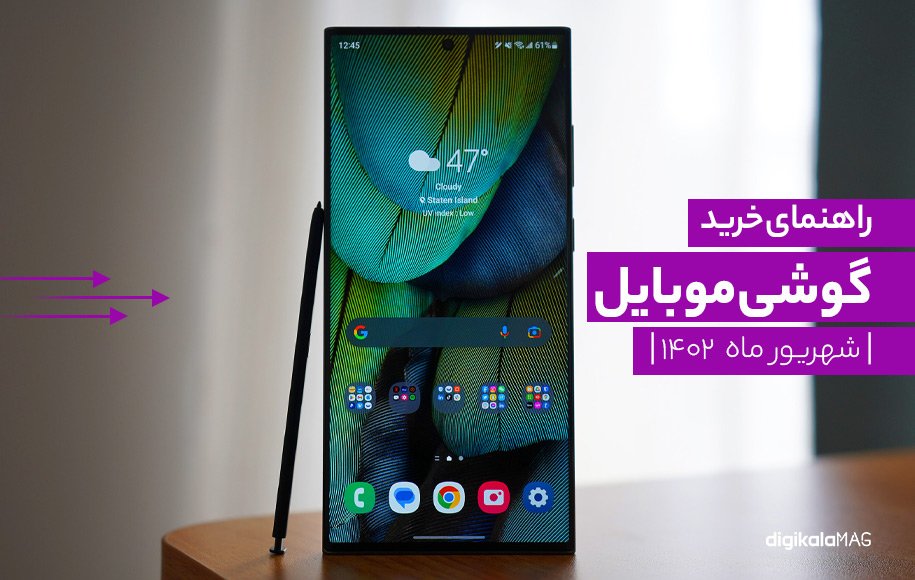 12:45
61%
47°
Cloudy
Staten Island
UV index : Low
راهنمای خرید
گوشی موبایل
| شهریور ماه ۱۴۰۲ |
digikalaMAG